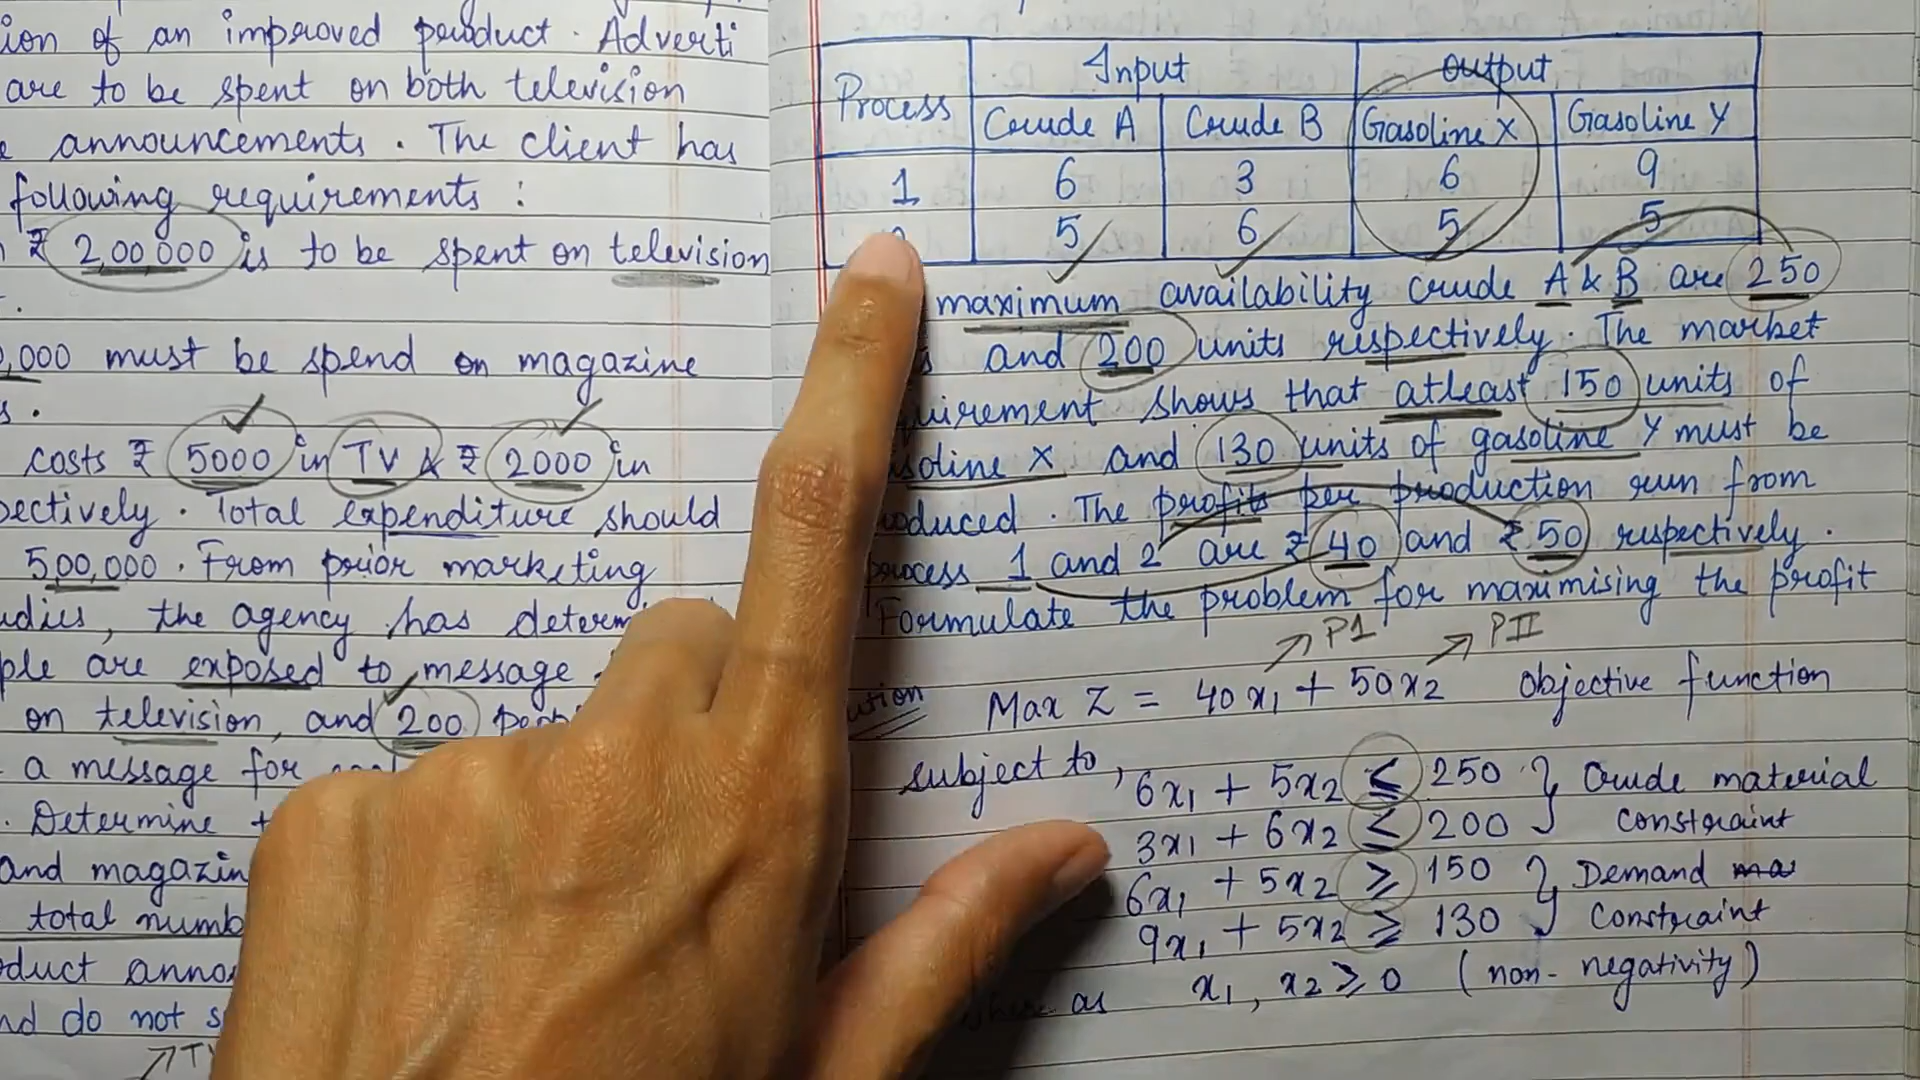 ion of an improved product. Adverti
are to be spent on both television
announcements. The client has
following requirements :
₹ 2,00,000 is to be spent on television
.
0,000 must be spend on magazine
s.
costs ₹ 5000 in TV & ₹ 2000 in
pectively. Total expenditure should
500,000. From prior marketing
udies, the agency has determ
ple are exposed to message
on television, and 200
a message for
. Determine
and magazin
total numb
duct anno
nd do not s
Process Input Output
Crude A Crude B Gasoline X Gasoline Y
1 6 3 6 9
5 6 5 5
maximum availability crude A & B are 250
and 200 units respectively. The market
quirement shows that atleast 150 units of
soline X and 130 units of gasoline Y must be
oduced. The profits per production run from
process 1 and 2 are ₹ 40 and ₹ 50 respectively.
Formulate the problem for maximising the profit
P1 PII
ution Max Z = 40x1 + 50x2 Objective function
subject to,
6x1 + 5x2 ≤ 250 } Crude material
3x1 + 6x2 ≤ 200 constraint
6x1 + 5x2 ≥ 150 } Demand ma
9x1 + 5x2 ≥ 130 constraint
as x1, x2 ≥ 0 (non-negativity)